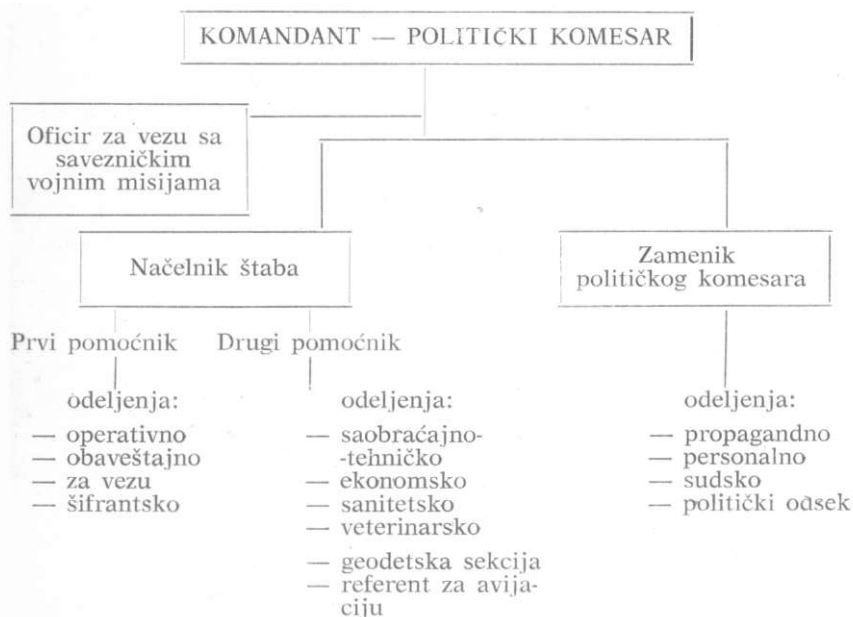 KOMANDANT — POLITIČKI KOMESAR
Oficir za vezu sa
savezničkim
vojnim misijama
Načelnik štaba
Zamenik
političkog komesara
Prvi pomoćnik
Drugi pomoćnik
odeljenja:
— operativno
— obaveštajno
— za vezu
— šifrantsko
odeljenja:
— saobraćajno-
-tehničko
— ekonomsko
— sanitetsko
— veterinarsko
— geodetska sekcija
— referent za avija-
ciju
odeljenja:
— propagandno
— personalno
— sudsko
— politički odsek